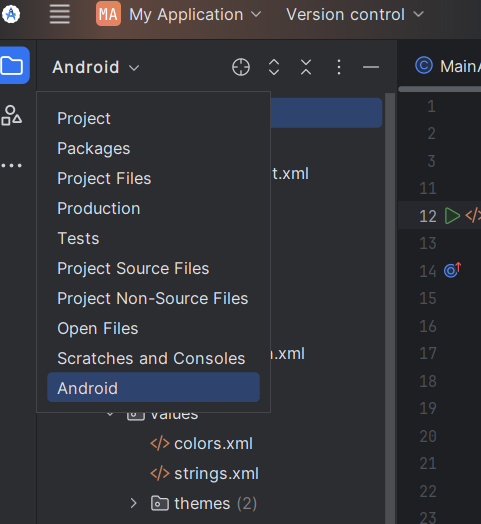 MA My Application Version control
Android
MainA
Project
Packages
Project Files
Production
Tests
Project Source Files
Project Non-Source Files
Open Files
Scratches and Consoles
Android
t.xml
.xml
values
colors.xml
strings.xml
themes (2)
1
2
3
11
12
13
14
15
16
17
18
19
20
21
22
23